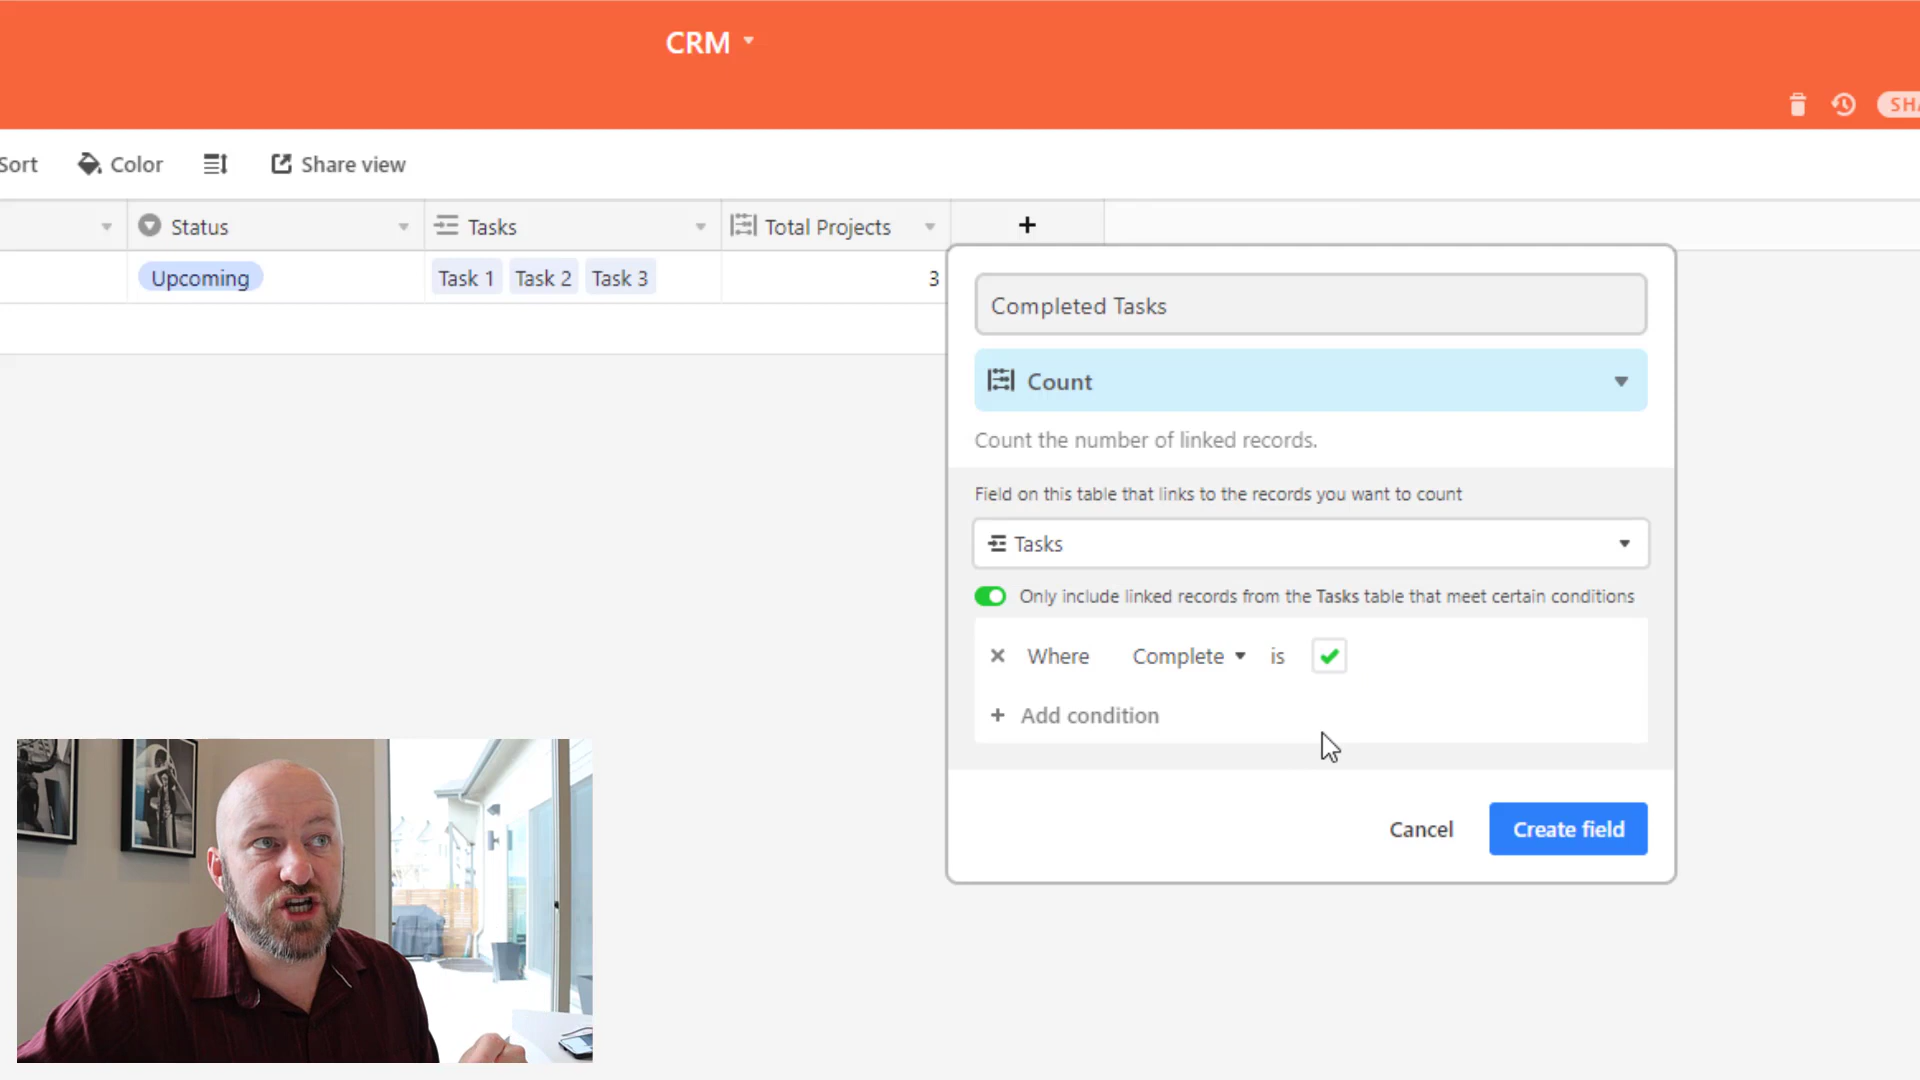 CRM
SHA
Sort Color Share view
Status Tasks Total Projects +
Upcoming Task 1 Task 2 Task 3 3
Completed Tasks
Count
Count the number of linked records.
Field on this table that links to the records you want to count
Tasks
Only include linked records from the Tasks table that meet certain conditions
Where Complete is
+ Add condition
Cancel Create field